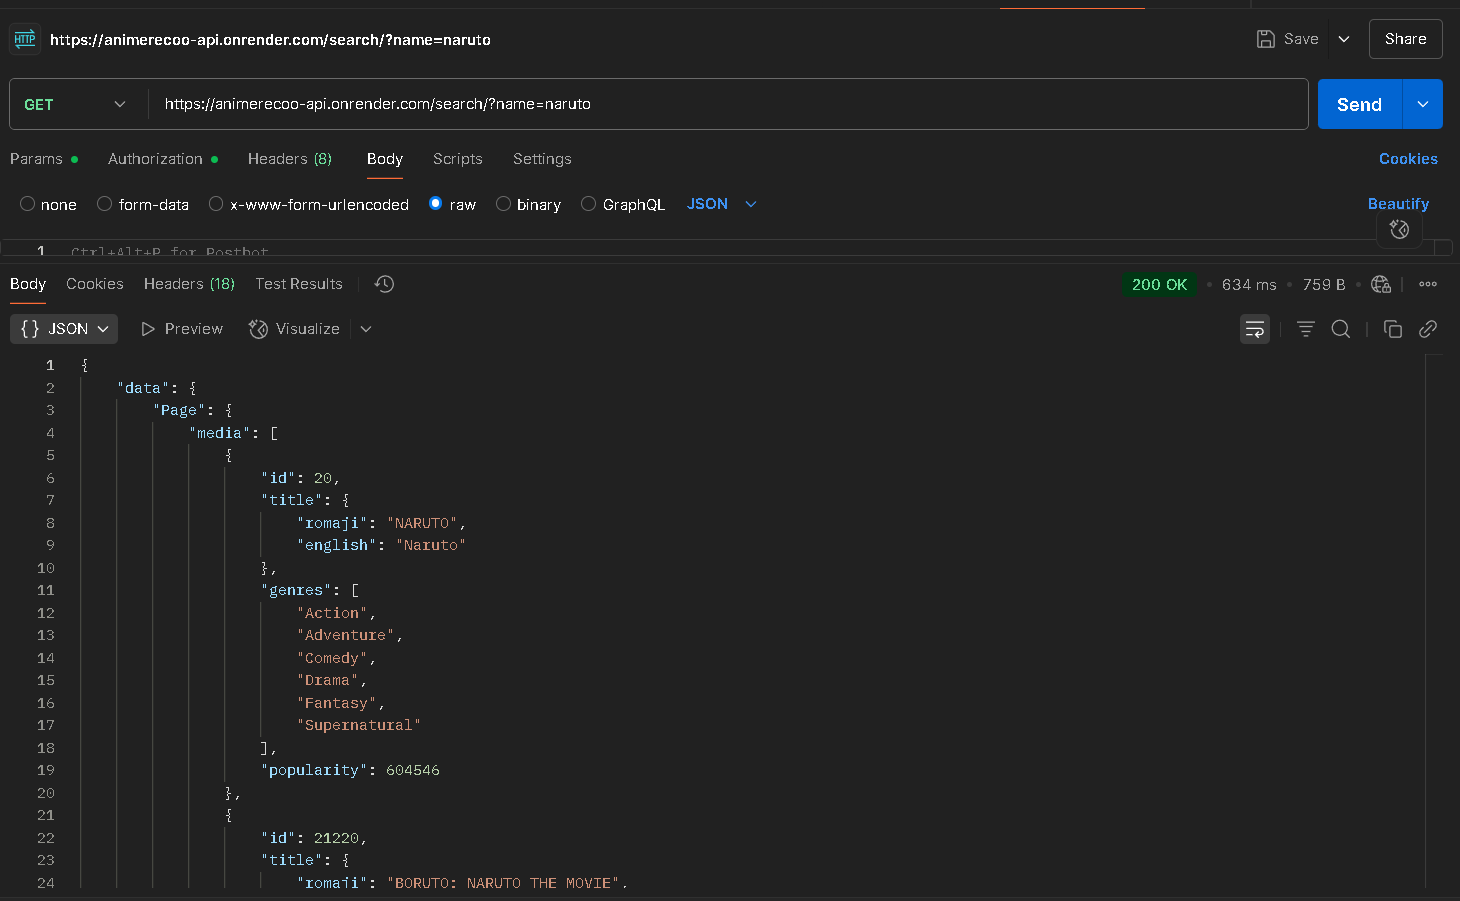 HTTP https://animerecoo-api.onrender.com/search/?name=naruto Save Share
GET https://animerecoo-api.onrender.com/search/?name=naruto Send
Params Authorization Headers (8) Body Scripts Settings Cookies
none form-data x-www-form-urlencoded raw binary GraphQL JSON Beautify
1 Ctrl+Alt+P for Postbot
Body Cookies Headers (18) Test Results 200 OK • 634 ms • 759 B •
{} JSON Preview Visualize
1 {
2 "data": {
3 "Page": {
4 "media": [
5 {
6 "id": 20,
7 "title": {
8 "romaji": "NARUTO",
9 "english": "Naruto"
10 },
11 "genres": [
12 "Action",
13 "Adventure",
14 "Comedy",
15 "Drama",
16 "Fantasy",
17 "Supernatural"
18 ],
19 "popularity": 604546
20 },
21 {
22 "id": 21220,
23 "title": {
24 "romaji": "BORUTO: NARUTO THE MOVIE",